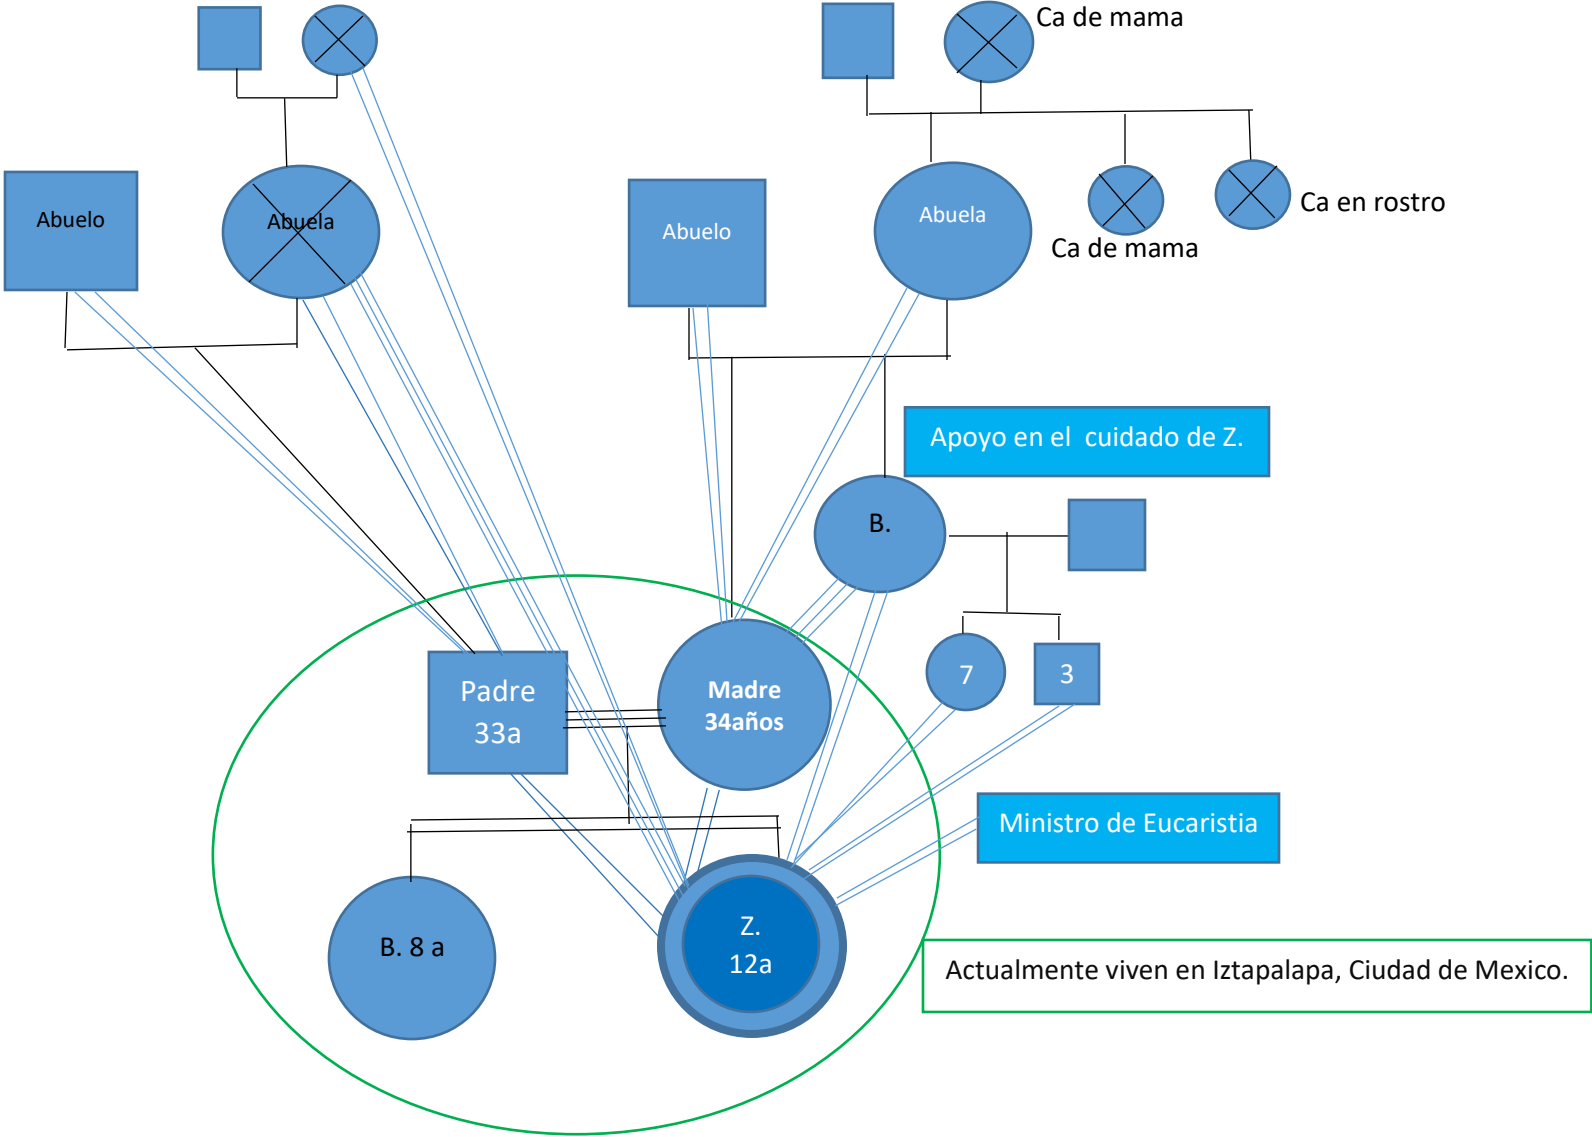 Ca de mama
Abuelo
Abuela
Abuelo
Abuela
Ca en rostro
Ca de mama
Apoyo en el cuidado de Z.
B.
7
3
Padre
33a
Madre
34años
Ministro de Eucaristia
B. 8 a
Z.
12a
Actualmente viven en Iztapalapa, Ciudad de Mexico.